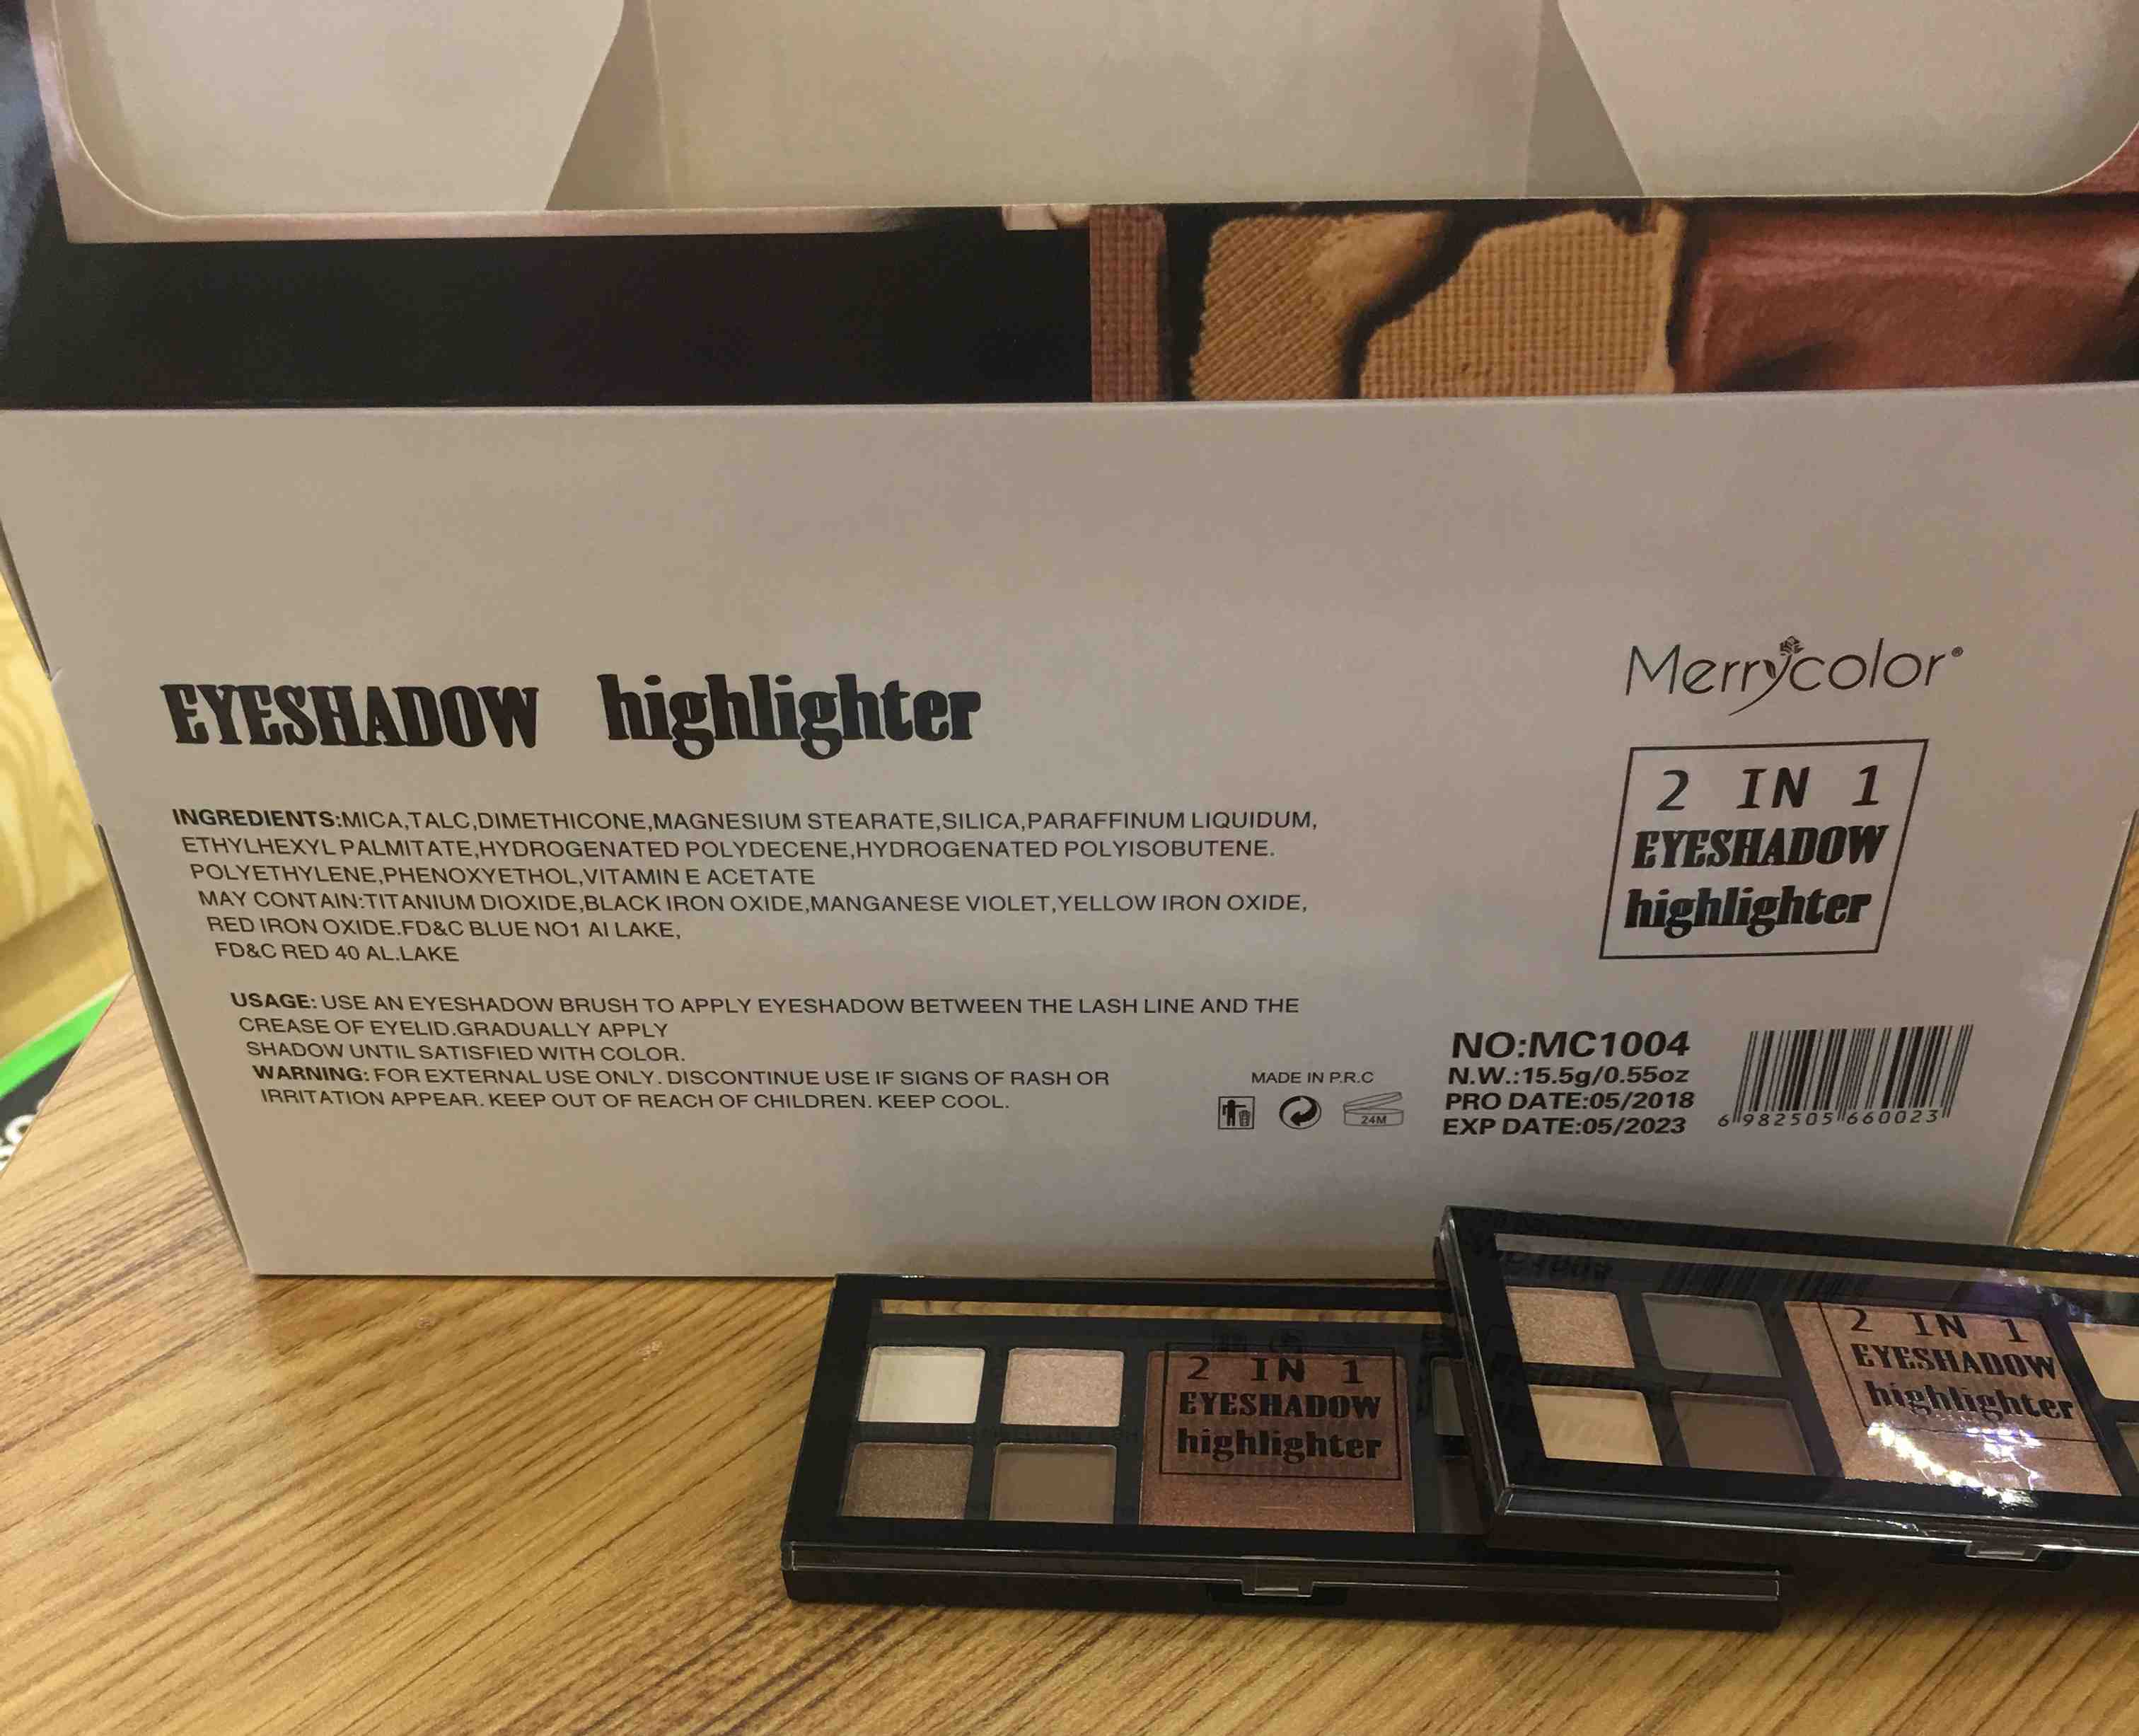 EYESHADOW highlighter
INGREDIENTS:MICA,TALC,DIMETHICONE,MAGNESIUM STEARATE,SILICA,PARAFFINUM LIQUIDUM,
ETHYLHEXYL PALMITATE,HYDROGENATED POLYDECENE,HYDROGENATED POLYISOBUTENE.
POLYETHYLENE,PHENOXYETHOL,VITAMIN E ACETATE
MAY CONTAIN:TITANIUM DIOXIDE,BLACK IRON OXIDE,MANGANESE VIOLET,YELLOW IRON OXIDE,
RED IRON OXIDE.FD&C BLUE NO1 AI LAKE,
FD&C RED 40 AL.LAKE
USAGE: USE AN EYESHADOW BRUSH TO APPLY EYESHADOW BETWEEN THE LASH LINE AND THE
CREASE OF EYELID.GRADUALLY APPLY
SHADOW UNTIL SATISFIED WITH COLOR.
WARNING: FOR EXTERNAL USE ONLY. DISCONTINUE USE IF SIGNS OF RASH OR
IRRITATION APPEAR. KEEP OUT OF REACH OF CHILDREN. KEEP COOL.
MADE IN P.R.C
24M
Merrycolor®
2 IN 1
EYESHADOW
highlighter
NO:MC1004
N.W.:15.5g/0.55oz
PRO DATE:05/2018
EXP DATE:05/2023
6 982505 660023
2 IN 1
EYESHADOW
highlighter
2 IN 1
EYESHADOW
highlighter